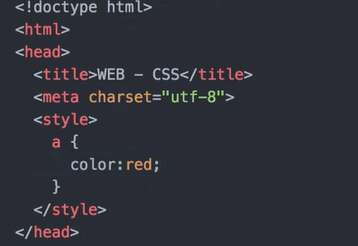 <!doctype html>
<html>
<head>
  <title>WEB - CSS</title>
  <meta charset="utf-8">
  <style>
    a {
      color:red;
    }
  </style>
</head>